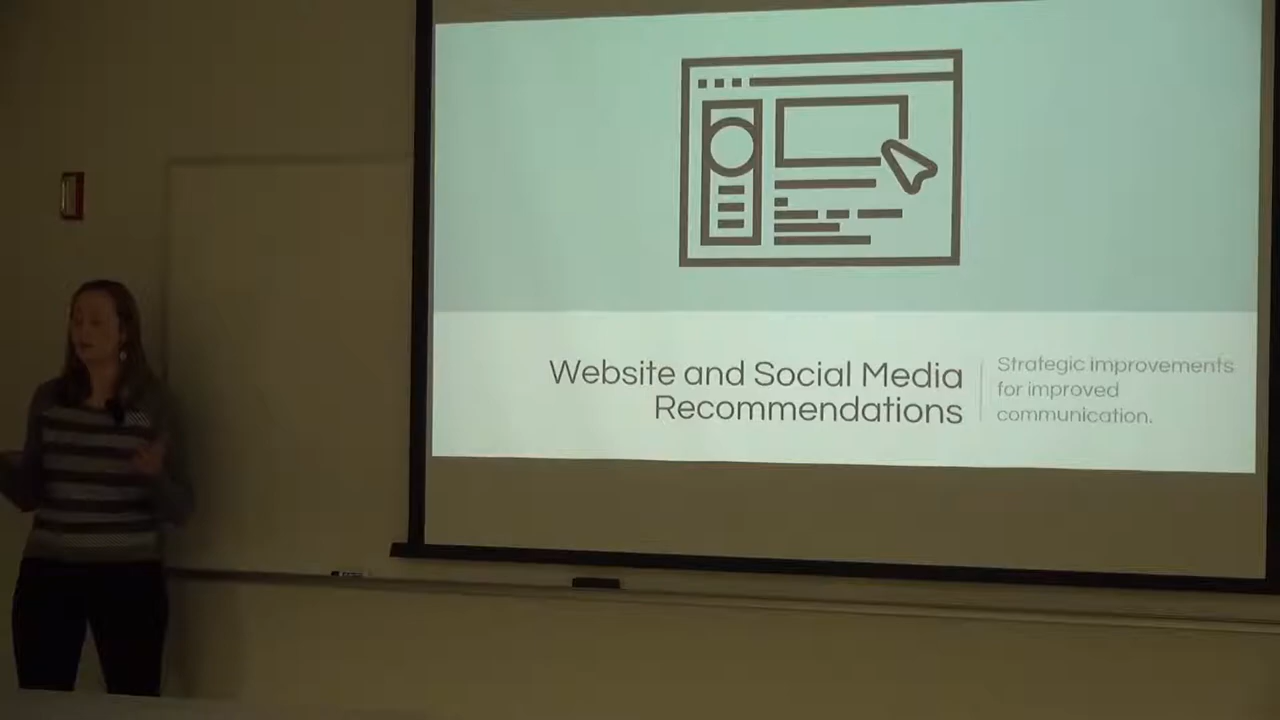 Website and Social Media
Recommendations
Strategic improvements
for improved
communication.